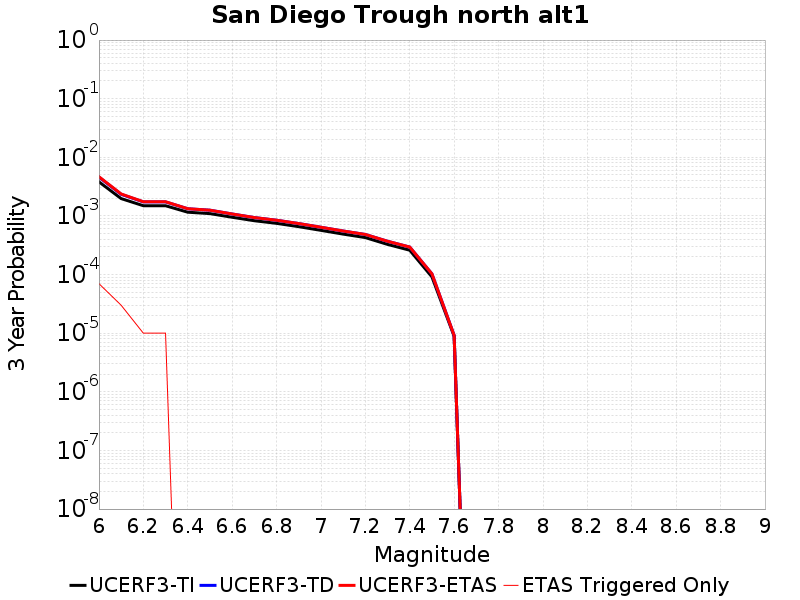 San Diego Trough north alt1
10^0
10^-1
10^-2
10^-3
10^-4
10^-5
10^-6
10^-7
10^-8
3 Year Probability
6 6.2 6.4 6.6 6.8 7 7.2 7.4 7.6 7.8 8 8.2 8.4 8.6 8.8 9
Magnitude
UCERF3-TI UCERF3-TD UCERF3-ETAS ETAS Triggered Only